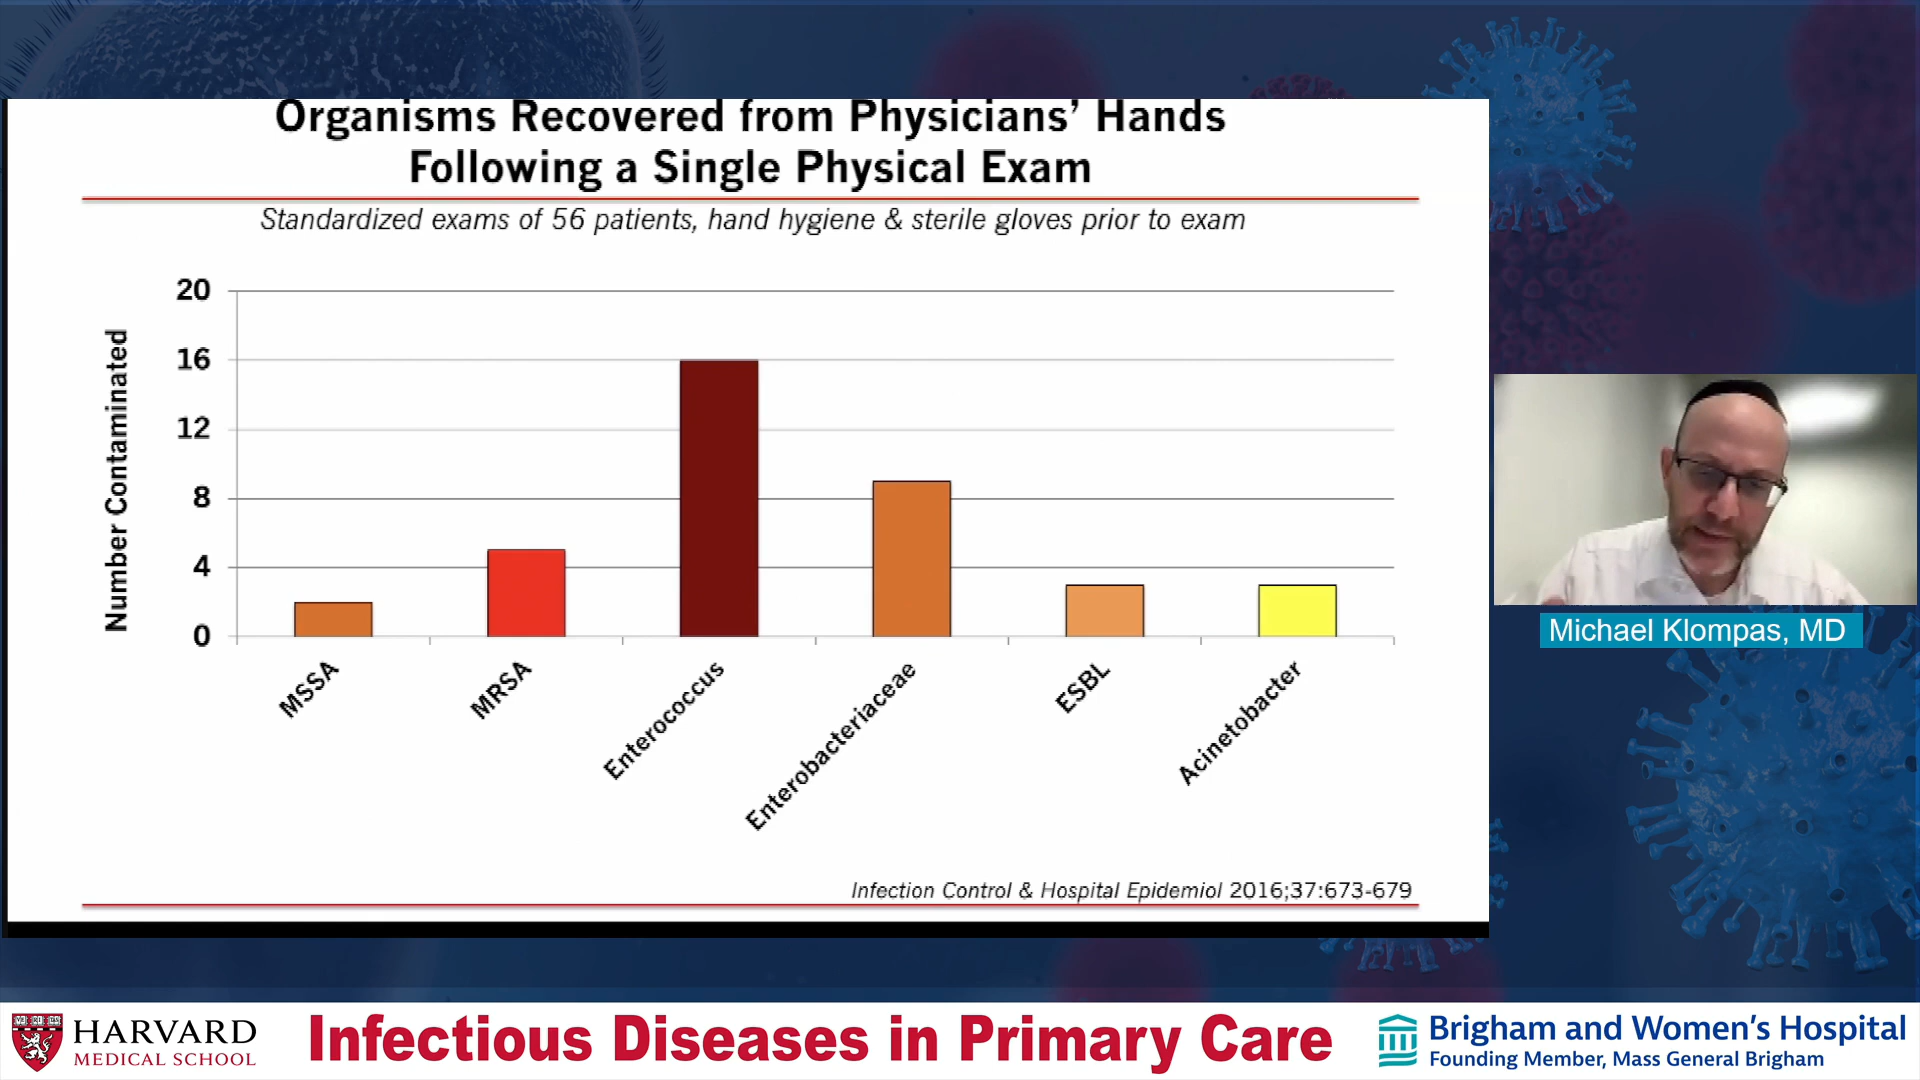 Organisms Recovered from Physicians’ Hands
Following a Single Physical Exam
Standardized exams of 56 patients, hand hygiene & sterile gloves prior to exam
Number Contaminated
20
16
12
8
4
0
MSSA
MRSA
Enterococcus
Enterobacteriaceae
ESBL
Acinetobacter
Infection Control & Hospital Epidemiol 2016;37:673-679
Michael Klompas, MD
HARVARD
MEDICAL SCHOOL
Infectious Diseases in Primary Care
Brigham and Women’s Hospital
Founding Member, Mass General Brigham